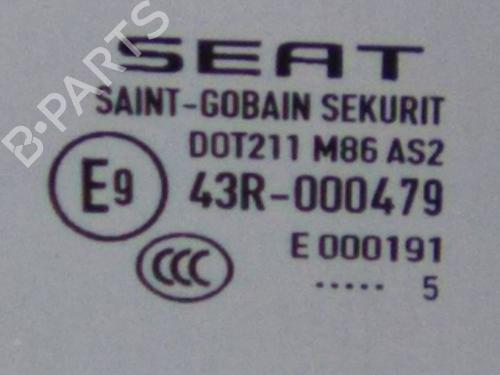 SEAT
SAINT-GOBAIN SEKURIT
DOT211 M86 AS2
E9 43R-000479
E 000191
CCC
..... 5
B-PARTS